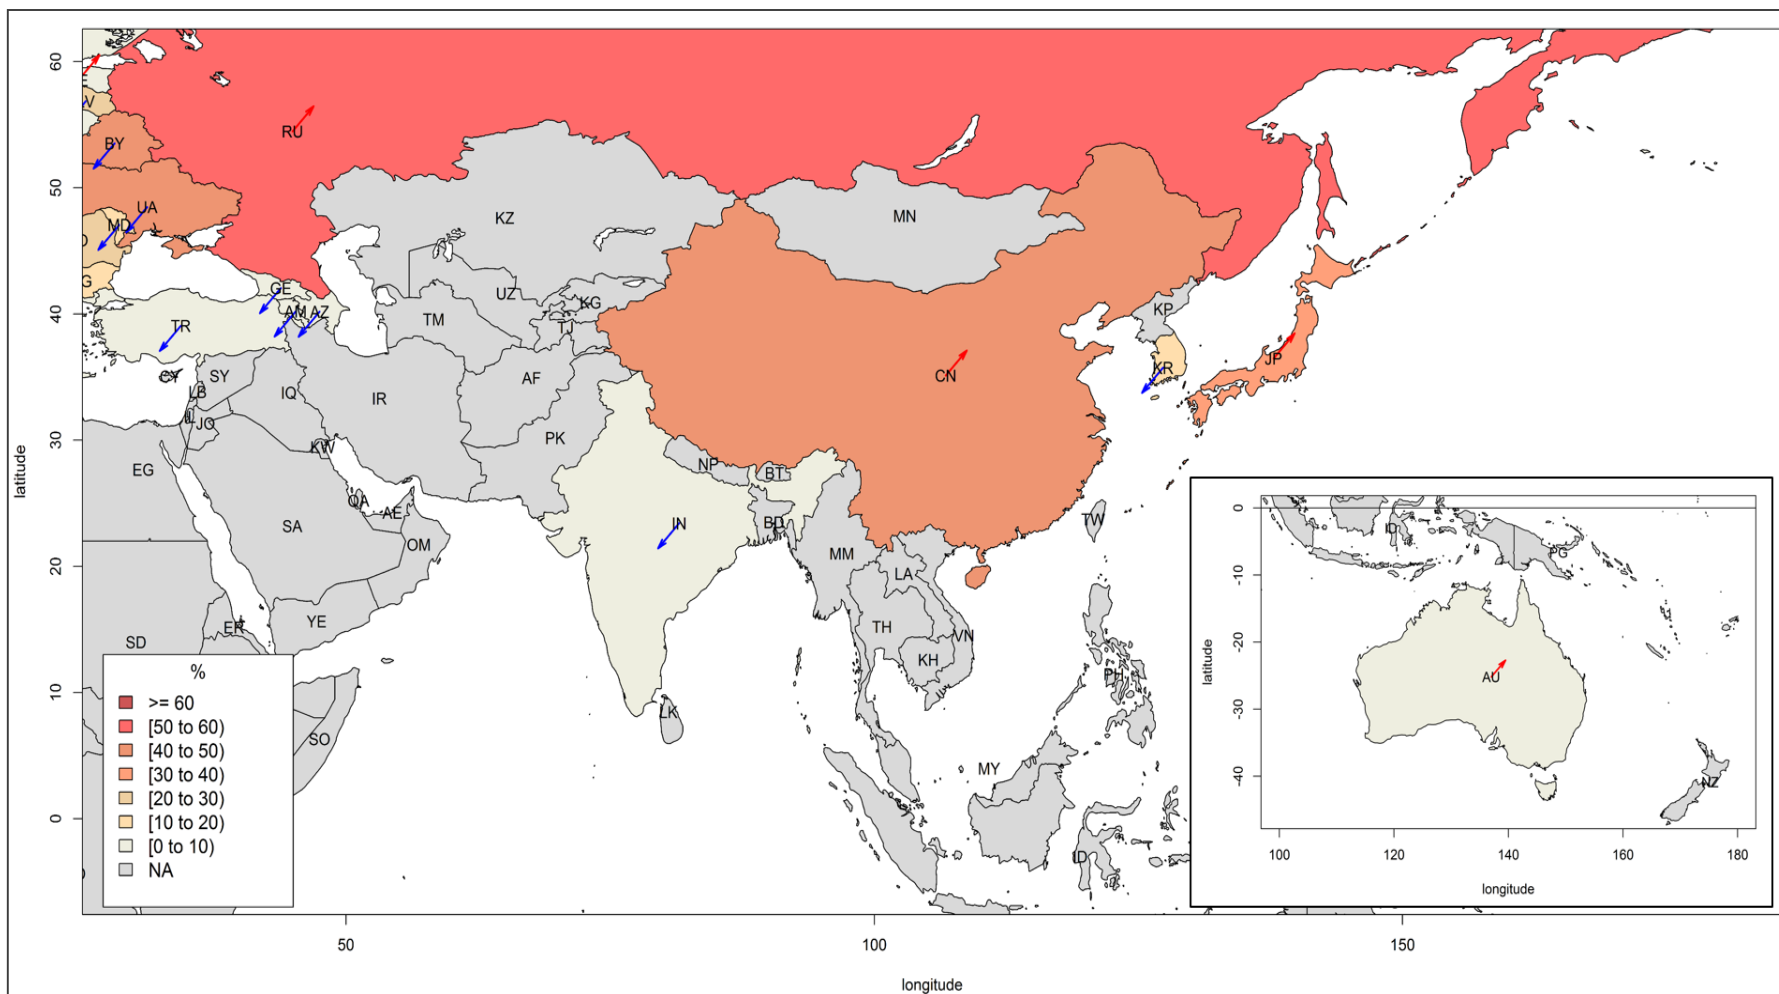 60
50
40
30
20
10
0
latitude
50
100
150
longitude
RU
BY
V
UA
MD
G
GE
AM
AZ
TR
KZ
MN
UZ
KG
TM
TJ
KP
KR
JP
CN
CY
SY
LB
IL
JO
IQ
IR
AF
PK
KW
EG
QA
AE
SA
OM
NP
BT
IN
BD
MM
LA
TW
YE
ER
SD
TH
VN
KH
PH
LK
SO
MY
ID
%
>= 60
[50 to 60)
[40 to 50)
[30 to 40)
[20 to 30)
[10 to 20)
[0 to 10)
NA
0
-10
-20
-30
-40
latitude
ID
PG
AU
NZ
100
120
140
160
180
longitude